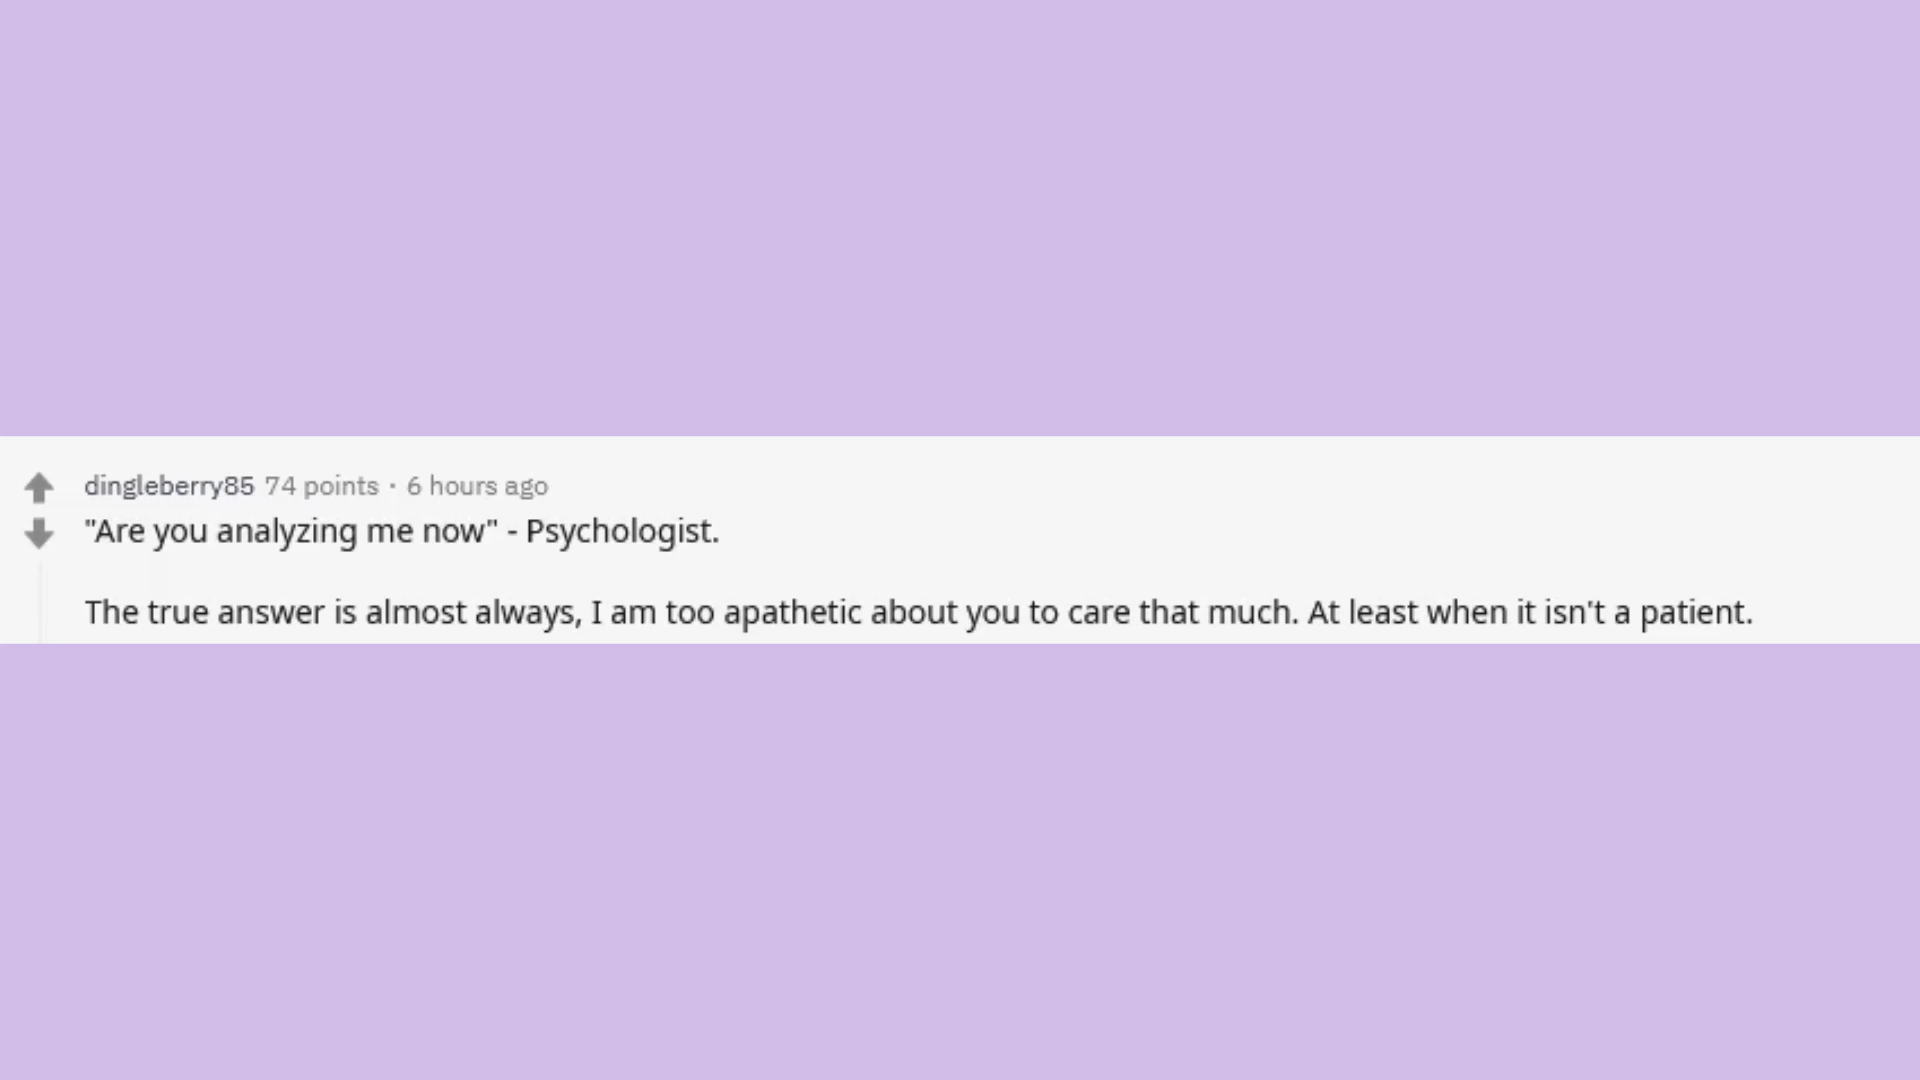 dingleberry85 74 points · 6 hours ago
"Are you analyzing me now" - Psychologist.
The true answer is almost always, I am too apathetic about you to care that much. At least when it isn't a patient.